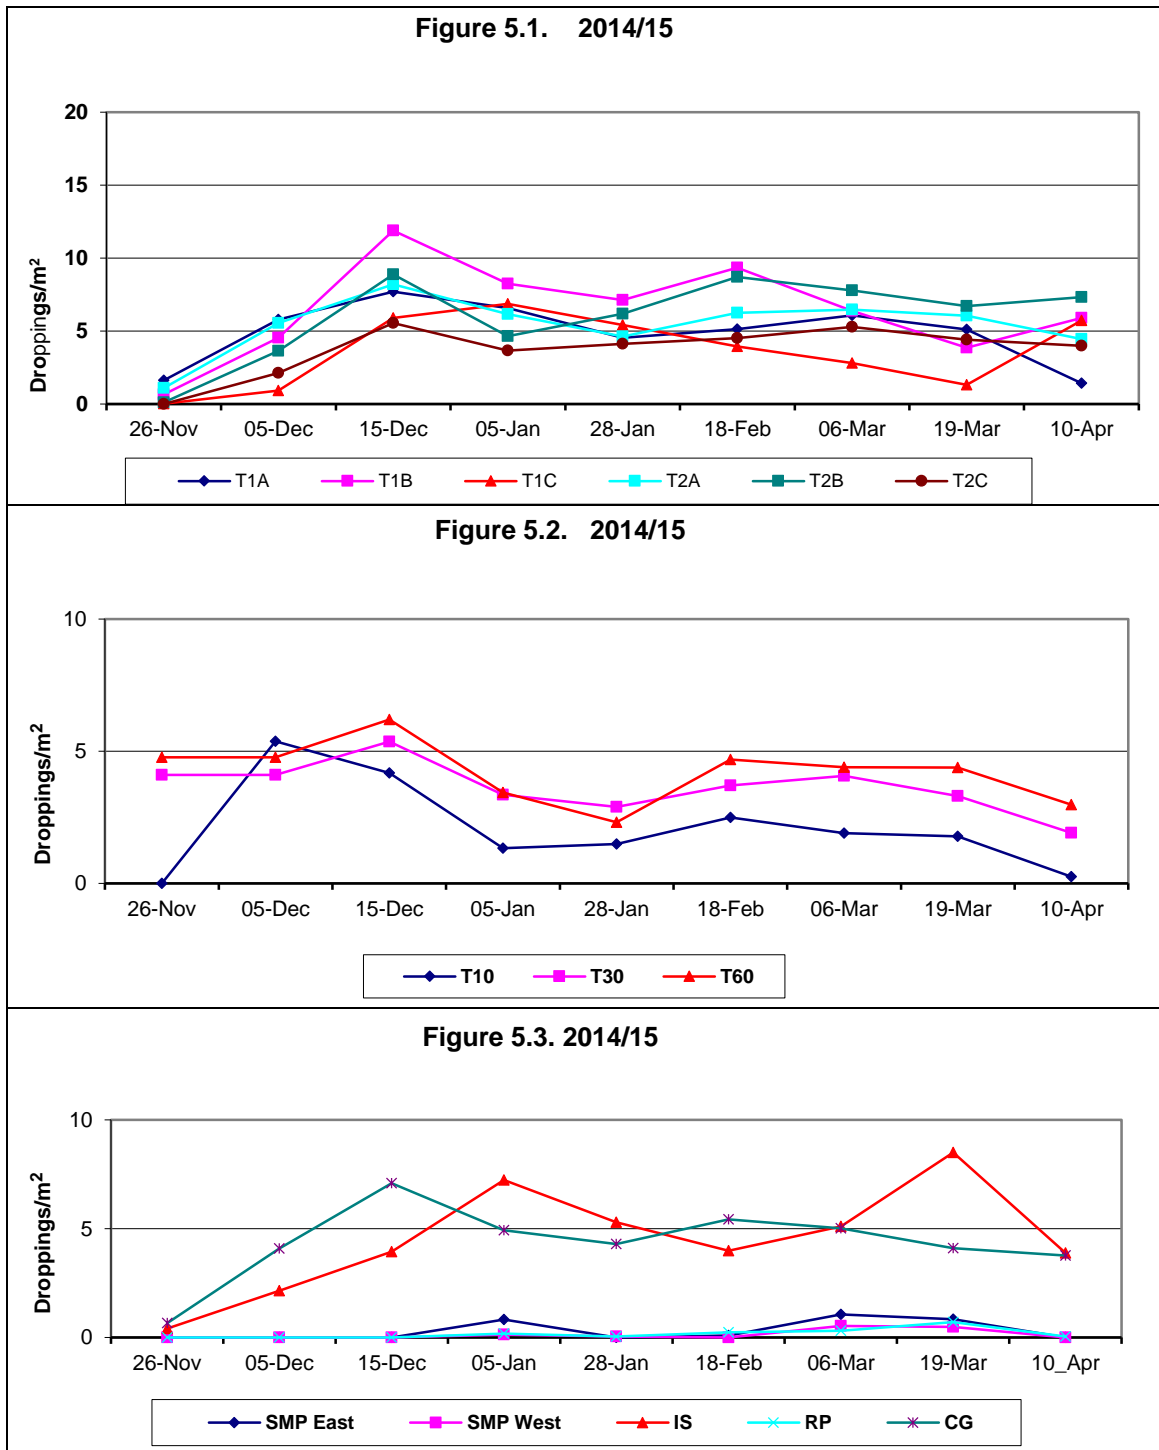 Figure 5.1. 2014/15
20
15
10
5
0
Droppings/m²
26-Nov 05-Dec 15-Dec 05-Jan 28-Jan 18-Feb 06-Mar 19-Mar 10-Apr
T1A T1B T1C T2A T2B T2C
Figure 5.2. 2014/15
10
5
0
Droppings/m²
26-Nov 05-Dec 15-Dec 05-Jan 28-Jan 18-Feb 06-Mar 19-Mar 10-Apr
T10 T30 T60
Figure 5.3. 2014/15
10
5
0
Droppings/m²
26-Nov 05-Dec 15-Dec 05-Jan 28-Jan 18-Feb 06-Mar 19-Mar 10_Apr
SMP East SMP West IS RP CG